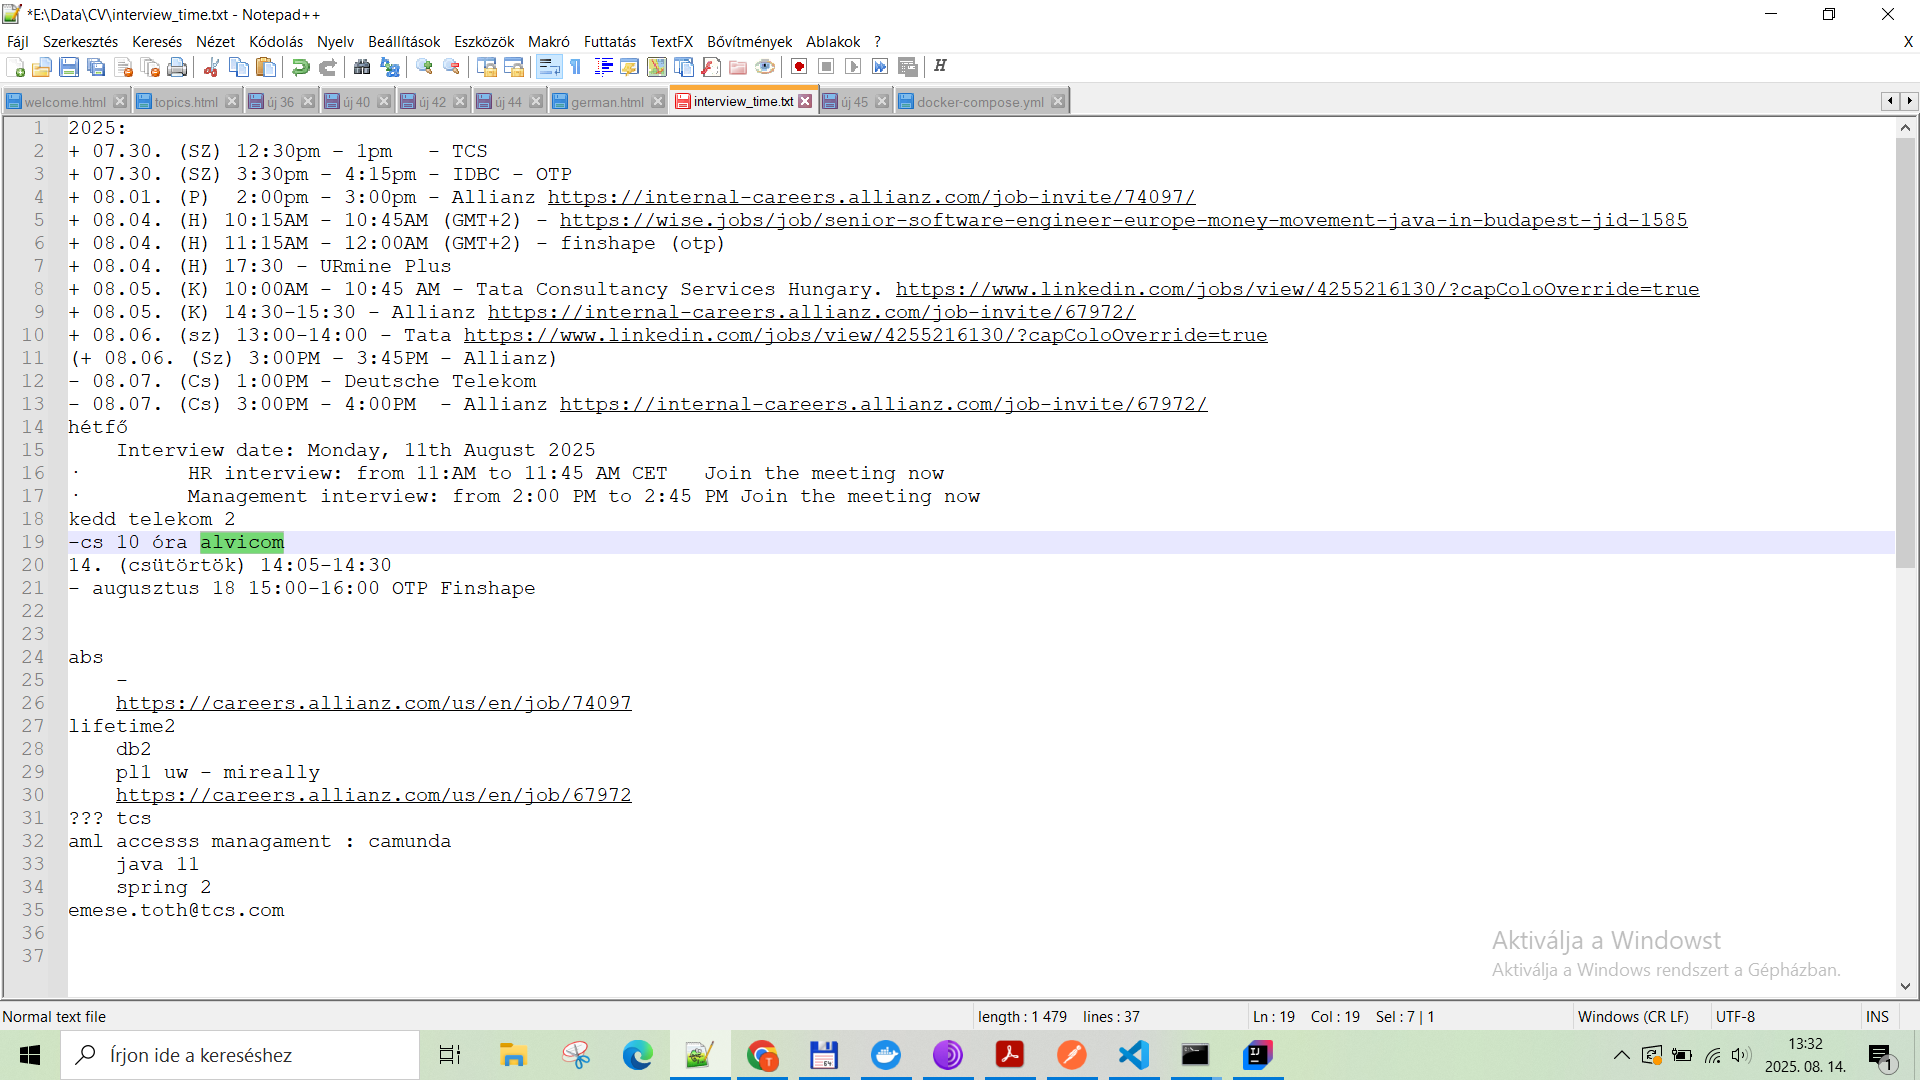 *E:\Data\CV\interview_time.txt - Notepad++
Fájl Szerkesztés Keresés Nézet Kódolás Nyelv Beállítások Eszközök Makró Futtatás TextFX Bővítmények Ablakok ? X
welcome.html topics.html új 36 új 40 új 42 új 44 german.html interview_time.txt új 45 docker-compose.yml
1 2025:
2 + 07.30. (SZ) 12:30pm - 1pm   - TCS
3 + 07.30. (SZ) 3:30pm - 4:15pm - IDBC - OTP
4 + 08.01. (P)  2:00pm - 3:00pm - Allianz https://internal-careers.allianz.com/job-invite/74097/
5 + 08.04. (H) 10:15AM - 10:45AM (GMT+2) - https://wise.jobs/job/senior-software-engineer-europe-money-movement-java-in-budapest-jid-1585
6 + 08.04. (H) 11:15AM - 12:00AM (GMT+2) - finshape (otp)
7 + 08.04. (H) 17:30 - URmine Plus
8 + 08.05. (K) 10:00AM - 10:45 AM - Tata Consultancy Services Hungary. https://www.linkedin.com/jobs/view/4255216130/?capColoOverride=true
9 + 08.05. (K) 14:30-15:30 - Allianz https://internal-careers.allianz.com/job-invite/67972/
10 + 08.06. (sz) 13:00-14:00 - Tata https://www.linkedin.com/jobs/view/4255216130/?capColoOverride=true
11 (+ 08.06. (Sz) 3:00PM - 3:45PM - Allianz)
12 - 08.07. (Cs) 1:00PM - Deutsche Telekom
13 - 08.07. (Cs) 3:00PM - 4:00PM  - Allianz https://internal-careers.allianz.com/job-invite/67972/
14 hétfő
15     Interview date: Monday, 11th August 2025
16 ·         HR interview: from 11:AM to 11:45 AM CET   Join the meeting now
17 ·         Management interview: from 2:00 PM to 2:45 PM Join the meeting now
18 kedd telekom 2
19 -cs 10 óra alvicom
20 14. (csütörtök) 14:05-14:30
21 - augusztus 18 15:00-16:00 OTP Finshape
22
23
24 abs
25     -
26     https://careers.allianz.com/us/en/job/74097
27 lifetime2
28     db2
29     pl1 uw - mireally
30     https://careers.allianz.com/us/en/job/67972
31 ??? tcs
32 aml accesss managament : camunda
33     java 11
34     spring 2
35 emese.toth@tcs.com
36
37
Aktiválja a Windowst
Aktiválja a Windows rendszert a Gépházban.
Normal text file length : 1 479 lines : 37 Ln : 19 Col : 19 Sel : 7 | 1 Windows (CR LF) UTF-8 INS
Írjon ide a kereséshez
13:32
2025. 08. 14.
1